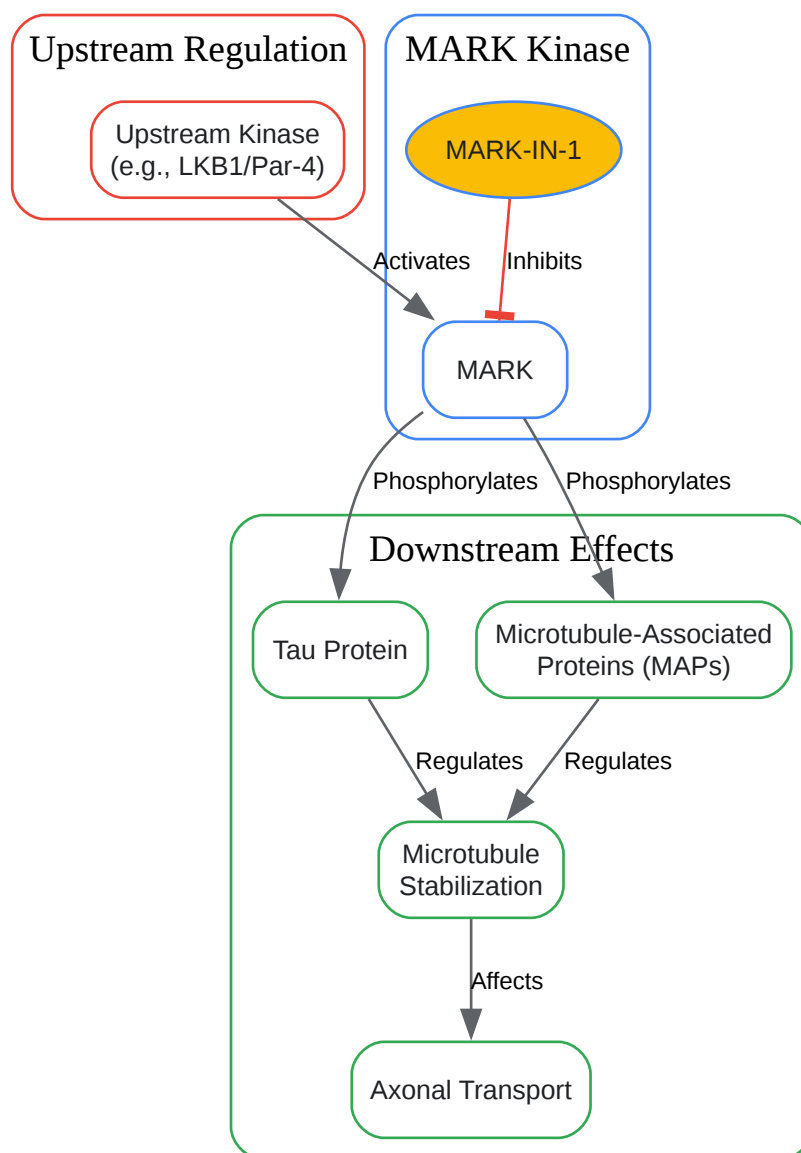 Upstream Regulation
MARK Kinase
Upstream Kinase
(e.g., LKB1/Par-4)
MARK-IN-1
Activates
Inhibits
MARK
Phosphorylates
Phosphorylates
Downstream Effects
Tau Protein
Microtubule-Associated
Proteins (MAPs)
Regulates
Regulates
Microtubule
Stabilization
Affects
Axonal Transport